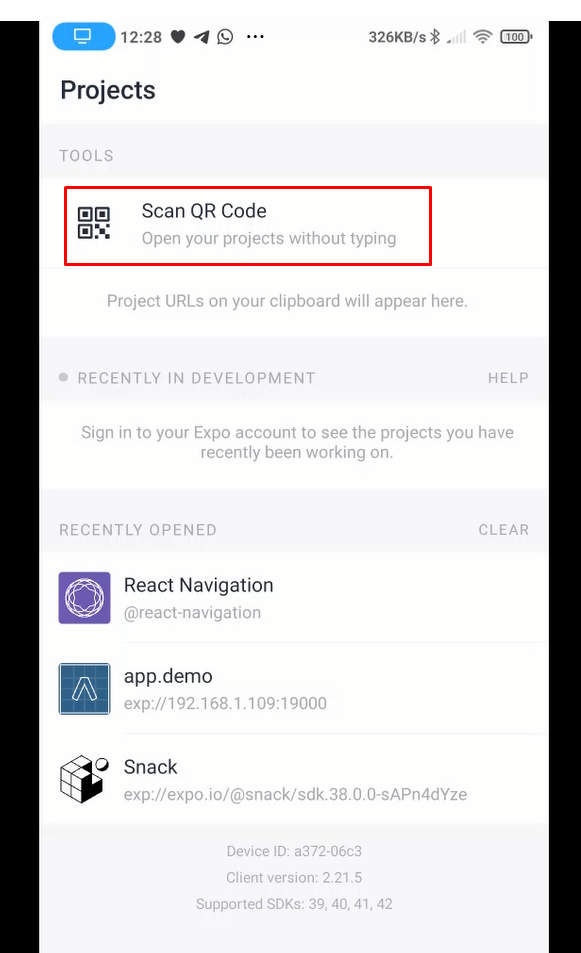 12:28 ... 326KB/s 100
Projects
TOOLS
Scan QR Code
Open your projects without typing
Project URLs on your clipboard will appear here.
RECENTLY IN DEVELOPMENT HELP
Sign in to your Expo account to see the projects you have
recently been working on.
RECENTLY OPENED CLEAR
React Navigation
@react-navigation
app.demo
exp://192.168.1.109:19000
Snack
exp://expo.io/@snack/sdk.38.0.0-sAPn4dYze
Device ID: a372-06c3
Client version: 2.21.5
Supported SDKs: 39, 40, 41, 42